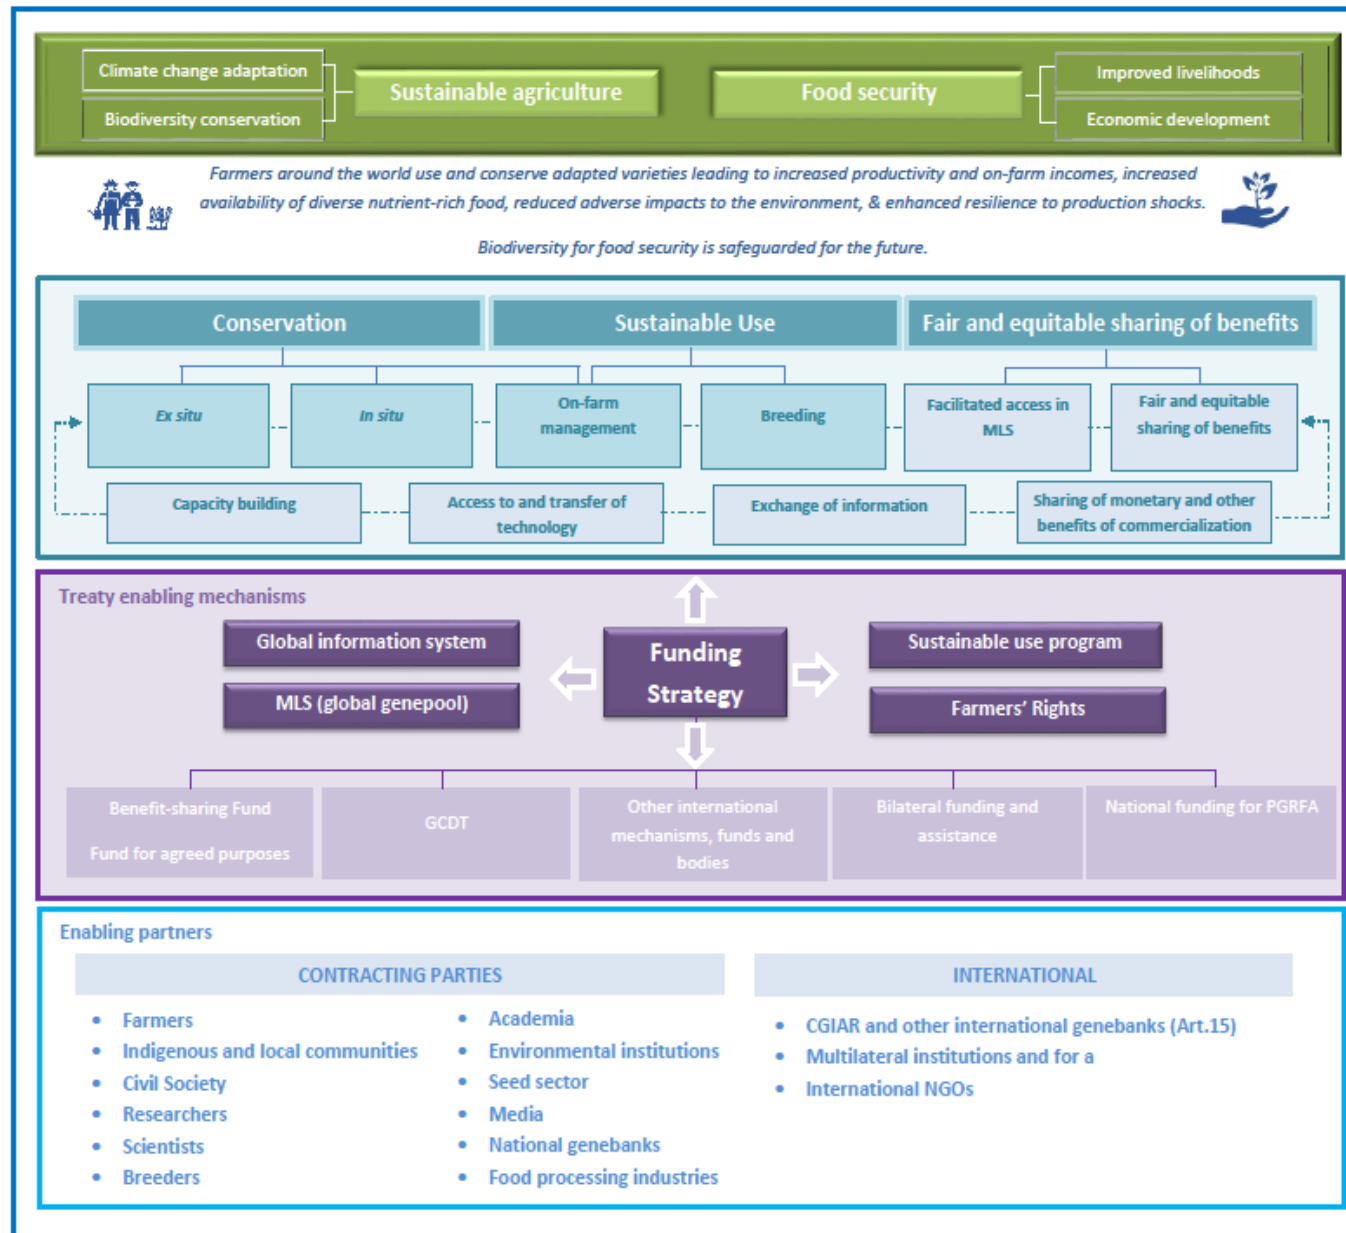 Climate change adaptation
Biodiversity conservation
Sustainable agriculture
Food security
Improved livelihoods
Economic development
Farmers around the world use and conserve adapted varieties leading to increased productivity and on-farm incomes, increased
availability of diverse nutrient-rich food, reduced adverse impacts to the environment, & enhanced resilience to production shocks.
Biodiversity for food security is safeguarded for the future.
Conservation
Sustainable Use
Fair and equitable sharing of benefits
Ex situ
In situ
On-farm
management
Breeding
Facilitated access in
MLS
Fair and equitable
sharing of benefits
Capacity building
Access to and transfer of
technology
Exchange of information
Sharing of monetary and other
benefits of commercialization
Treaty enabling mechanisms
Global information system
MLS (global genepool)
Funding
Strategy
Sustainable use program
Farmers' Rights
Benefit-sharing Fund
Fund for agreed purposes
GCDT
Other international
mechanisms, funds and
bodies
Bilateral funding and
assistance
National funding for PGRFA
Enabling partners
CONTRACTING PARTIES
• Farmers
• Indigenous and local communities
• Civil Society
• Researchers
• Scientists
• Breeders
• Academia
• Environmental institutions
• Seed sector
• Media
• National genebanks
• Food processing industries
INTERNATIONAL
• CGIAR and other international genebanks (Art.15)
• Multilateral institutions and for a
• International NGOs